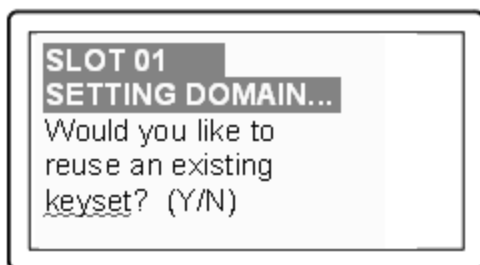 SLOT 01
SETTING DOMAIN...
Would you like to
reuse an existing
keyset? (Y/N)